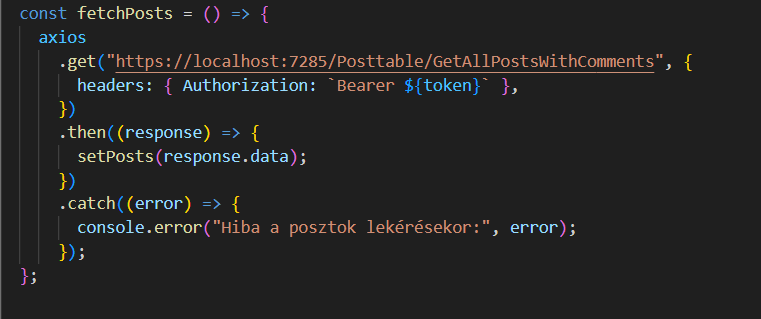 const fetchPosts = () => {
  axios
    .get("https://localhost:7285/Posttable/GetAllPostsWithComments", {
      headers: { Authorization: `Bearer ${token}` },
    })
    .then((response) => {
      setPosts(response.data);
    })
    .catch((error) => {
      console.error("Hiba a posztok lekérésekor:", error);
    });
};